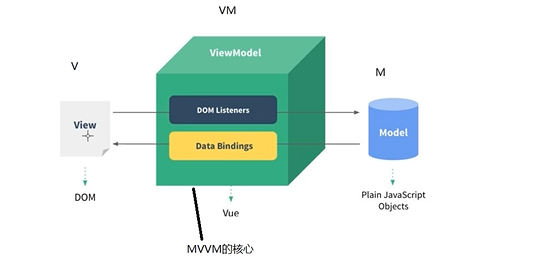 VM
ViewModel
V
M
DOM Listeners
View
Model
Data Bindings
DOM
Vue
Plain JavaScript
Objects
MVVM的核心